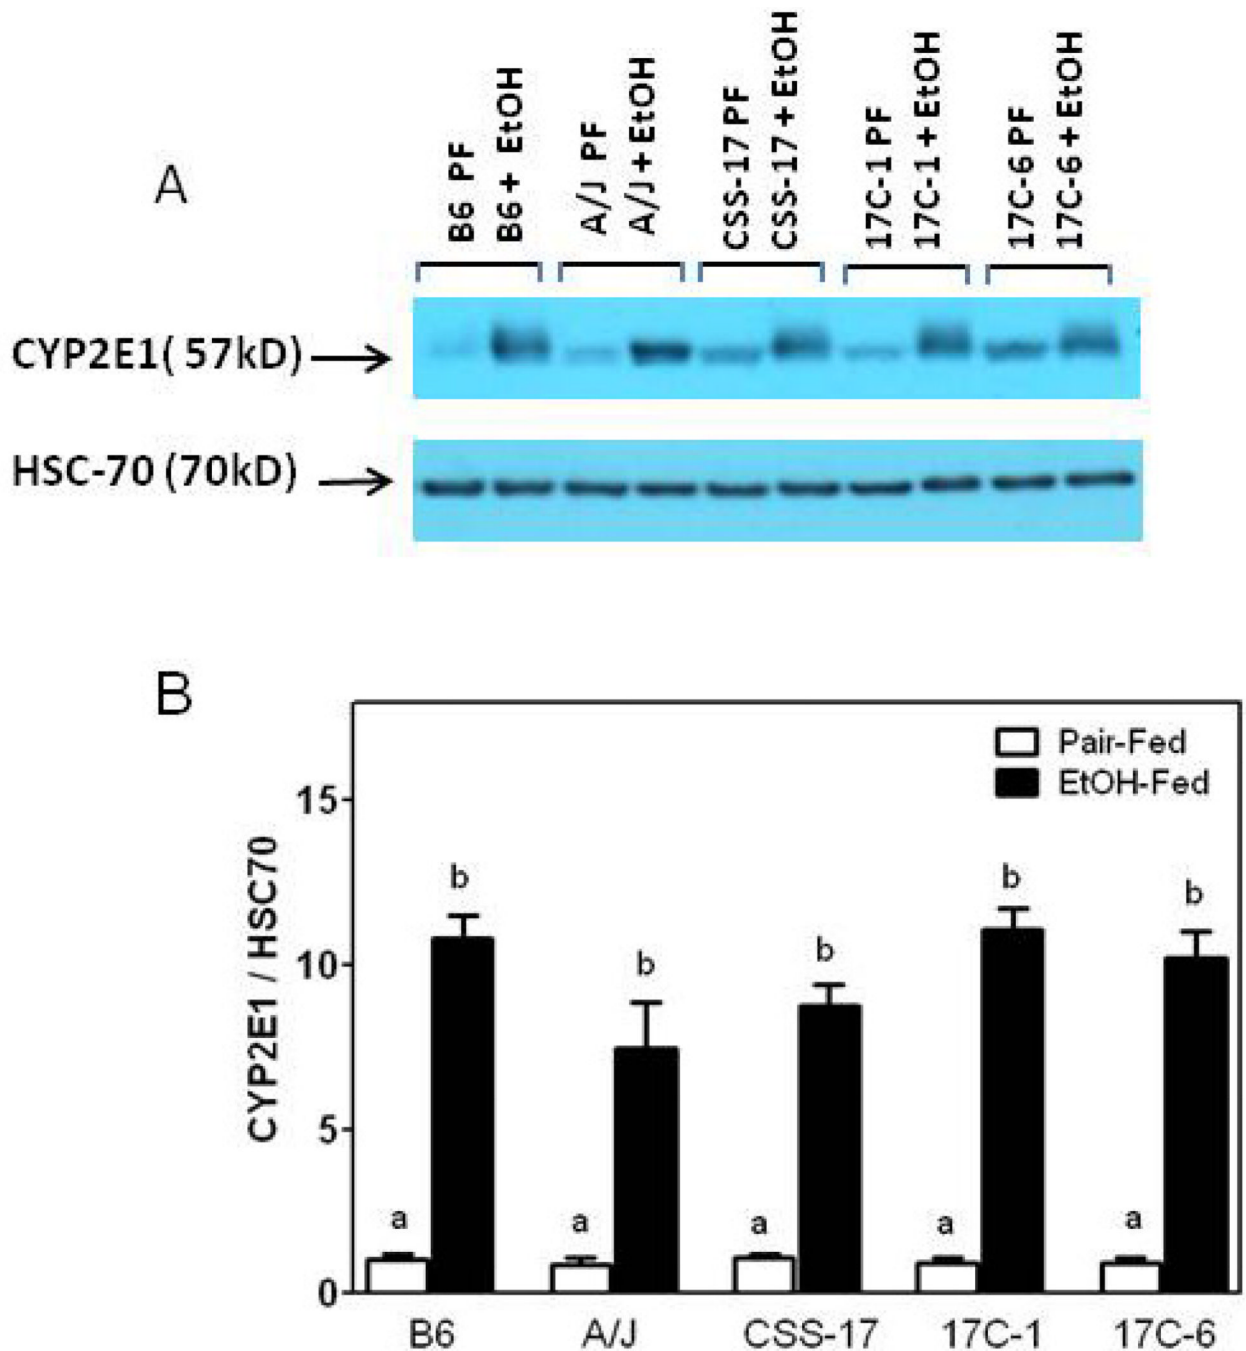 A
B6 PF
B6 + EtOH
A/J PF
A/J + EtOH
CSS-17 PF
CSS-17 + EtOH
17C-1 PF
17C-1 + EtOH
17C-6 PF
17C-6 + EtOH
CYP2E1( 57kD)
HSC-70 (70kD)
B
Pair-Fed
EtOH-Fed
CYP2E1 / HSC70
15
10
5
0
b
b
b
b
b
a
a
a
a
a
B6
A/J
CSS-17
17C-1
17C-6